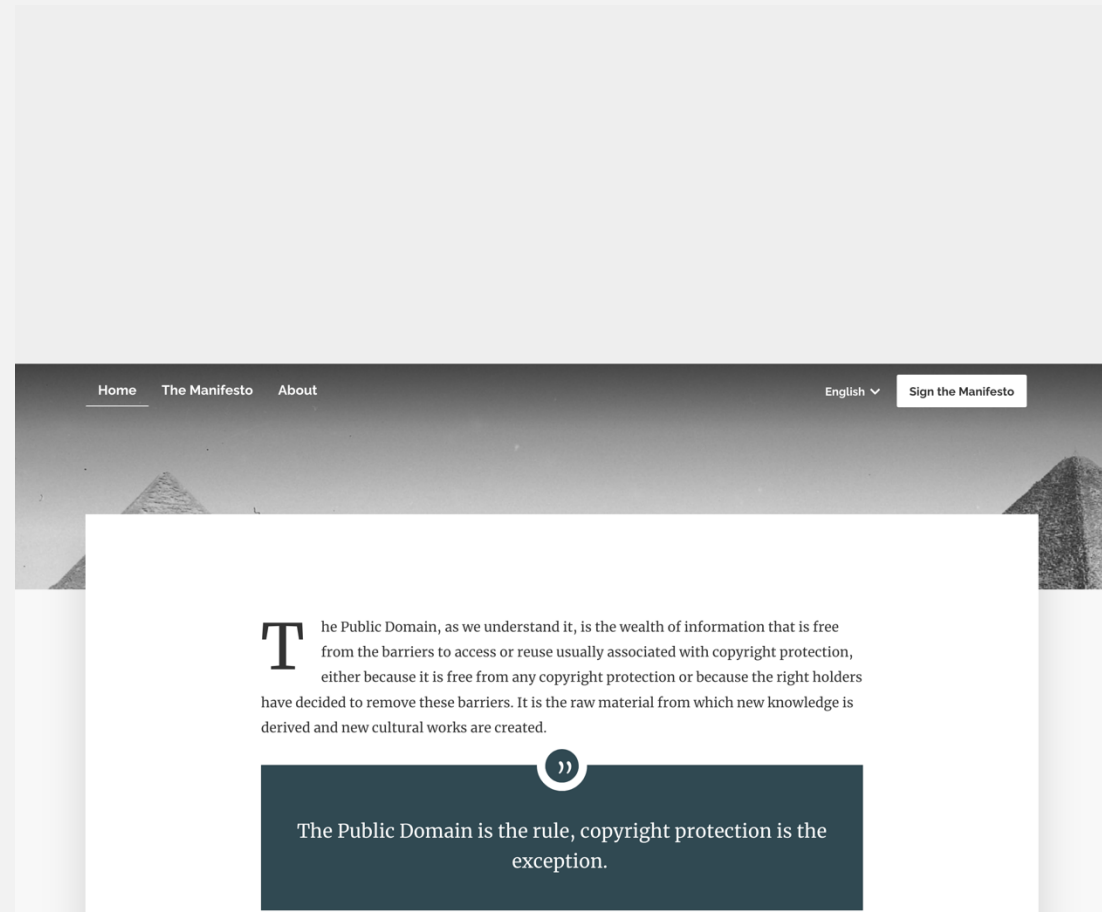 Home The Manifesto About English Sign the Manifesto
The Public Domain, as we understand it, is the wealth of information that is free
from the barriers to access or reuse usually associated with copyright protection,
either because it is free from any copyright protection or because the right holders
have decided to remove these barriers. It is the raw material from which new knowledge is
derived and new cultural works are created.
”
The Public Domain is the rule, copyright protection is the
exception.